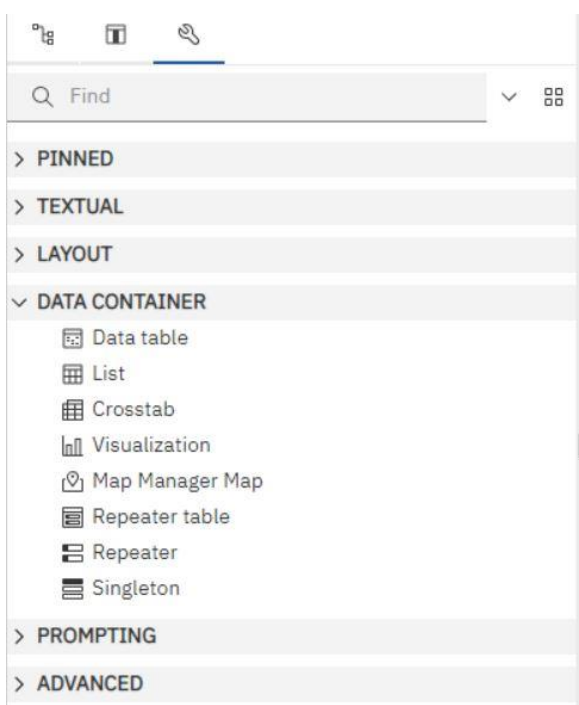 Find
PINNED
TEXTUAL
LAYOUT
DATA CONTAINER
Data table
List
Crosstab
Visualization
Map Manager Map
Repeater table
Repeater
Singleton
PROMPTING
ADVANCED